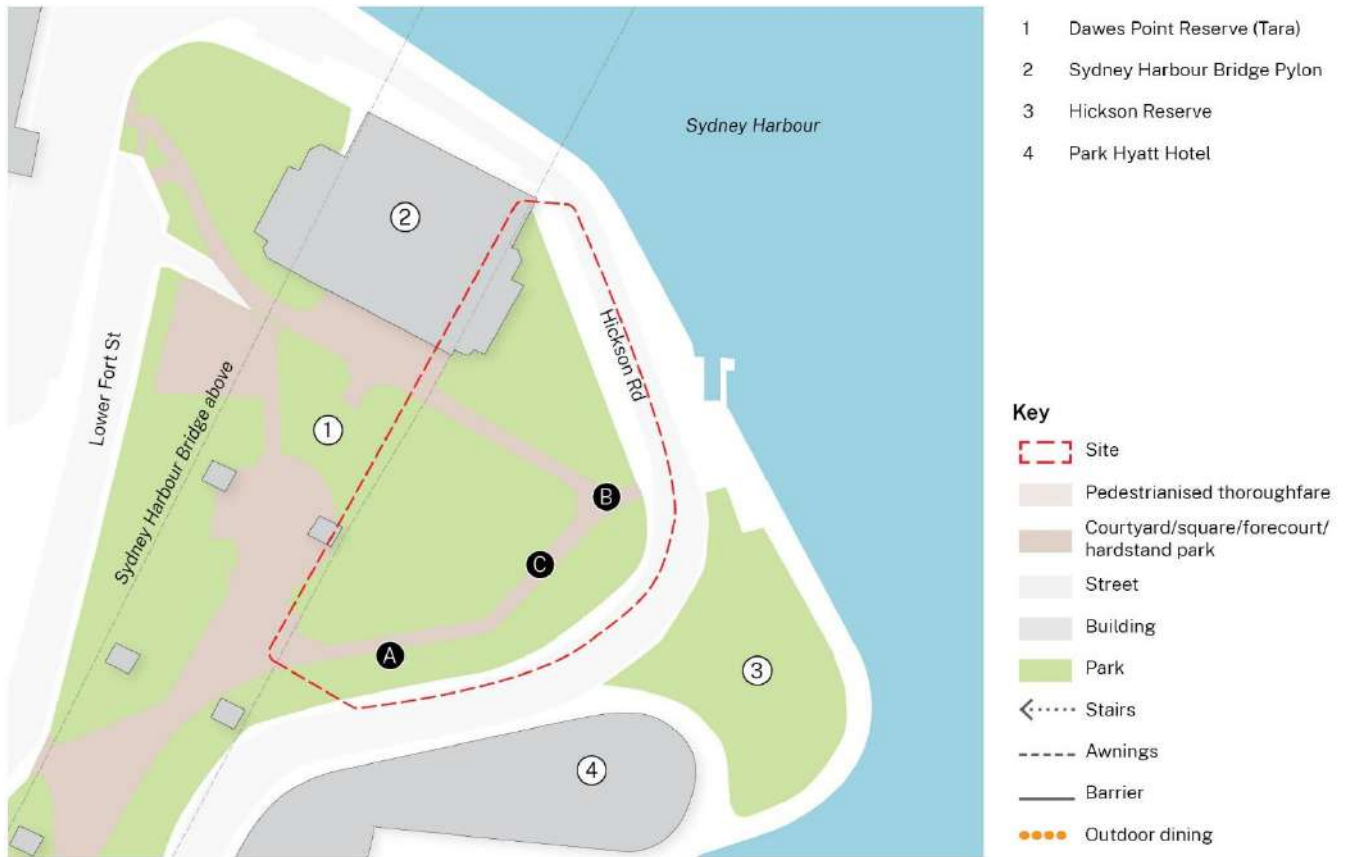 Sydney Harbour
2
Hickson Rd
Lower Fort St
Sydney Harbour Bridge above
1
B
C
A
3
4
1 Dawes Point Reserve (Tara)
2 Sydney Harbour Bridge Pylon
3 Hickson Reserve
4 Park Hyatt Hotel
Key
Site
Pedestrianised thoroughfare
Courtyard/square/forecourt/
hardstand park
Street
Building
Park
Stairs
Awnings
Barrier
Outdoor dining